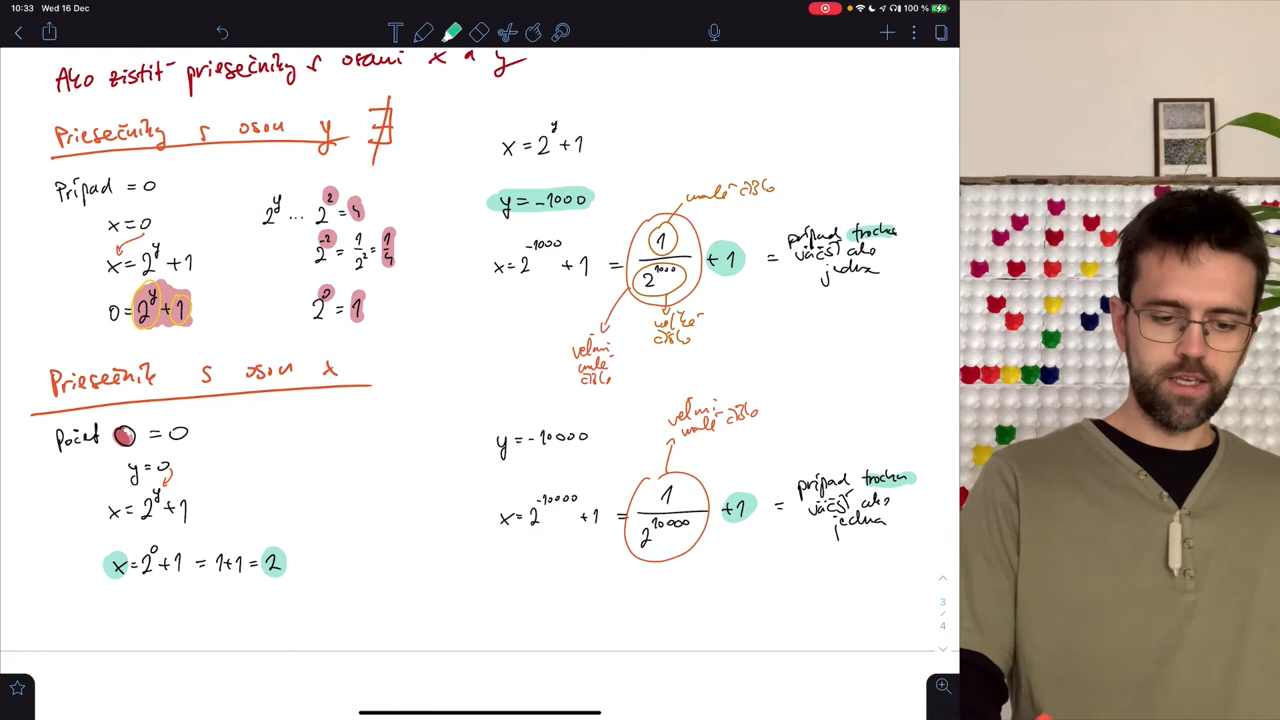 10:33 Wed 16 Dec
100 %
Ako zistiť priesečníky s osami x a y
Priesečníky s osou y ∄
Prípad = 0
x = 0
x = 2^y + 1
0 = 2^y + 1
2^y ... 2^2 = 4
2^-2 = 1/2^2 = 1/4
2^0 = 1
Priesečník s osou x
Počet = 0
y = 0
x = 2^y + 1
x = 2^0 + 1 = 1+1 = 2
x = 2^y + 1
y = -1000
malé číslo
x = 2^-1000 + 1 = 1/2^1000 + 1 = prípad trocha
väčší ako
jedna
veľké
číslo
veľmi
malé
číslo
veľmi
malé číslo
y = -10000
x = 2^-10000 + 1 = 1/2^10000 + 1 = prípad trocha
väčší ako
jedna
3
/
4